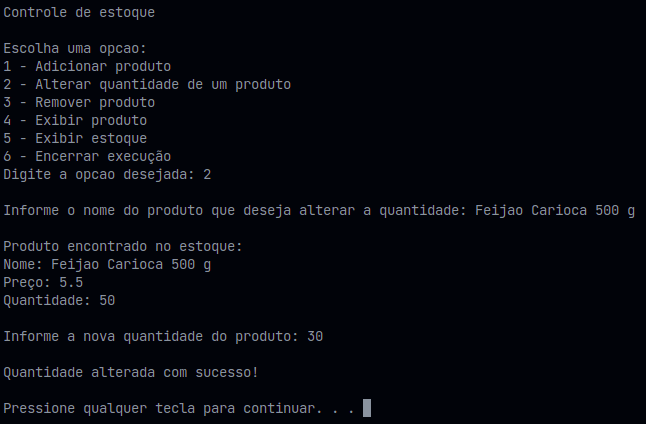 Controle de estoque
Escolha uma opcao:
1 - Adicionar produto
2 - Alterar quantidade de um produto
3 - Remover produto
4 - Exibir produto
5 - Exibir estoque
6 - Encerrar execução
Digite a opcao desejada: 2
Informe o nome do produto que deseja alterar a quantidade: Feijao Carioca 500 g
Produto encontrado no estoque:
Nome: Feijao Carioca 500 g
Preço: 5.5
Quantidade: 50
Informe a nova quantidade do produto: 30
Quantidade alterada com sucesso!
Pressione qualquer tecla para continuar. . .